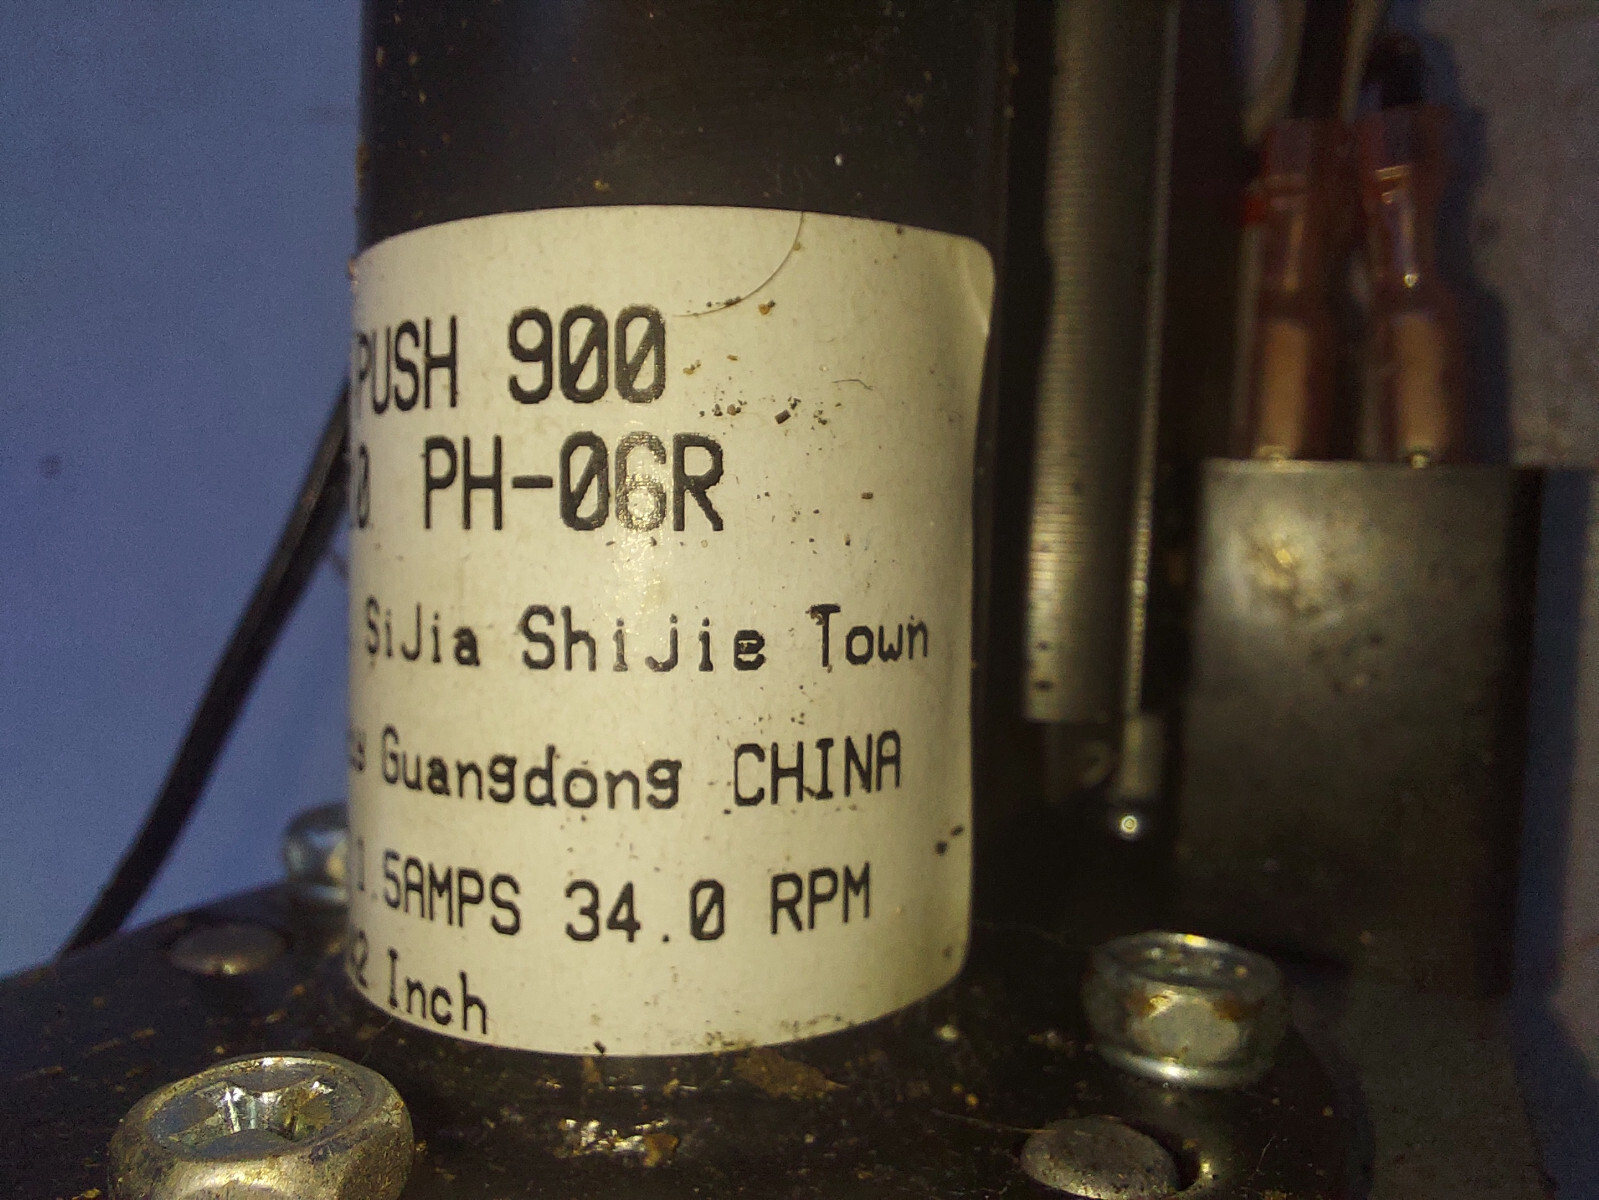 PUSH 900
PH-06R
SiJia Shijie Town
Guangdong CHINA
1.5AMPS 34.0 RPM
Inch